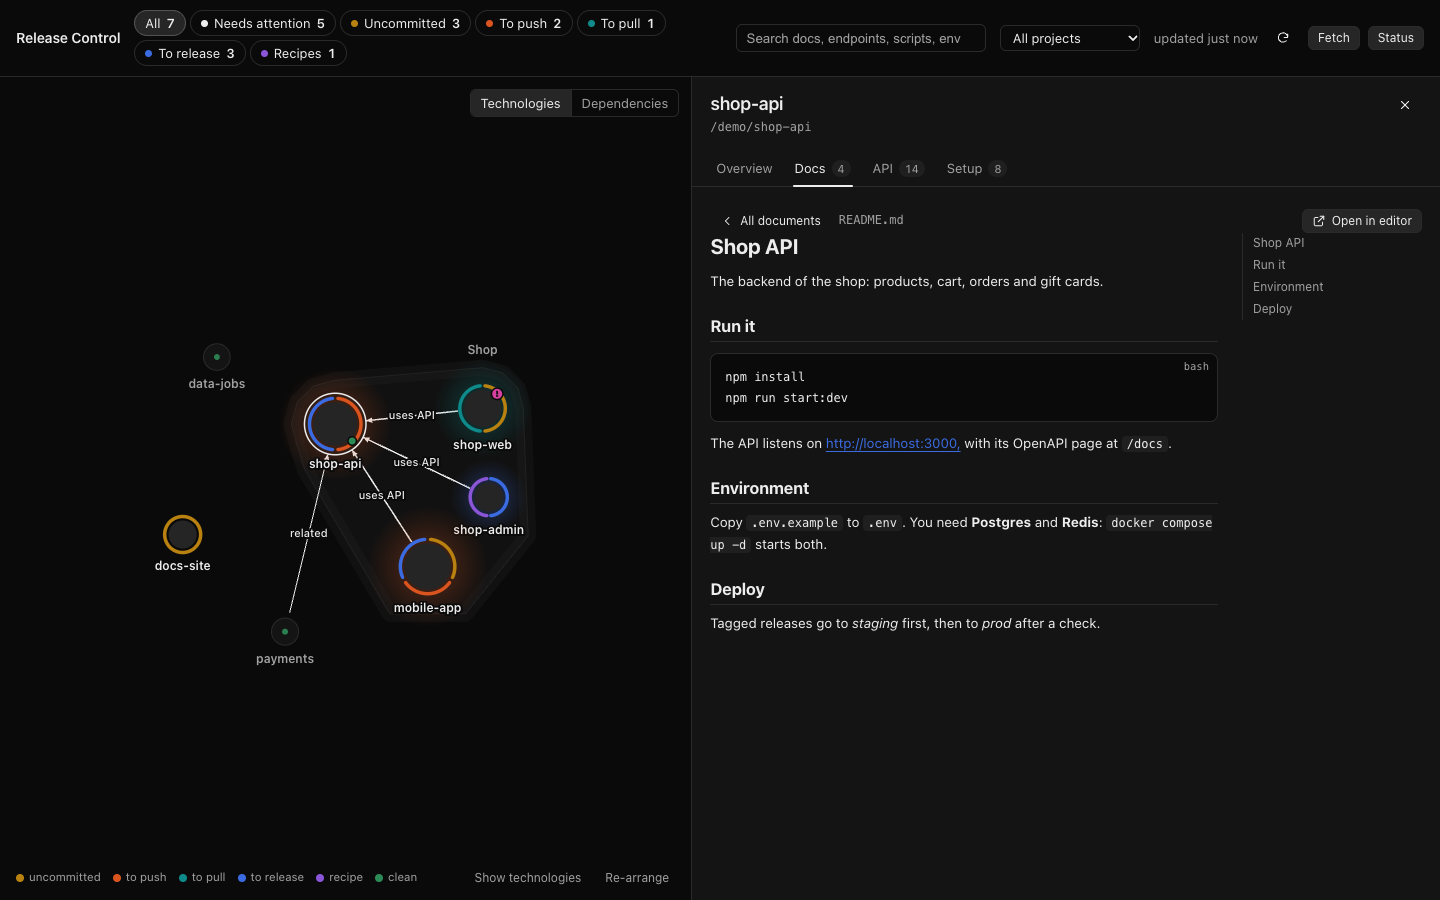 Release Control
All 7
Needs attention 5
Uncommitted 3
To push 2
To pull 1
To release 3
Recipes 1
Search docs, endpoints, scripts, env
All projects
updated just now
Fetch
Status
Technologies
Dependencies
data-jobs
Shop
uses API
shop-web
shop-api
uses API
uses API
shop-admin
related
docs-site
mobile-app
payments
uncommitted
to push
to pull
to release
recipe
clean
Show technologies
Re-arrange
shop-api
/demo/shop-api
Overview
Docs 4
API 14
Setup 8
All documents
README.md
Open in editor
Shop API
The backend of the shop: products, cart, orders and gift cards.
Run it
bash
npm install
npm run start:dev
The API listens on http://localhost:3000, with its OpenAPI page at /docs.
Environment
Copy .env.example to .env. You need Postgres and Redis: docker compose
up -d starts both.
Deploy
Tagged releases go to staging first, then to prod after a check.
Shop API
Run it
Environment
Deploy